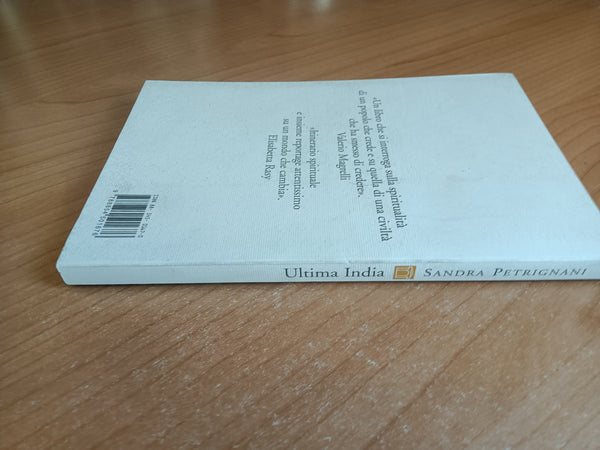 «Un libro che si interroga sulla spiritualità
di un popolo che crede e su quella di una civiltà
che ha smesso di credere».
Valerio Magrelli
«Itinerario spirituale
e insieme reportage attentissimo
su un mondo che cambia».
Elisabetta Rasy
Ultima India SANDRA PETRIGNANI